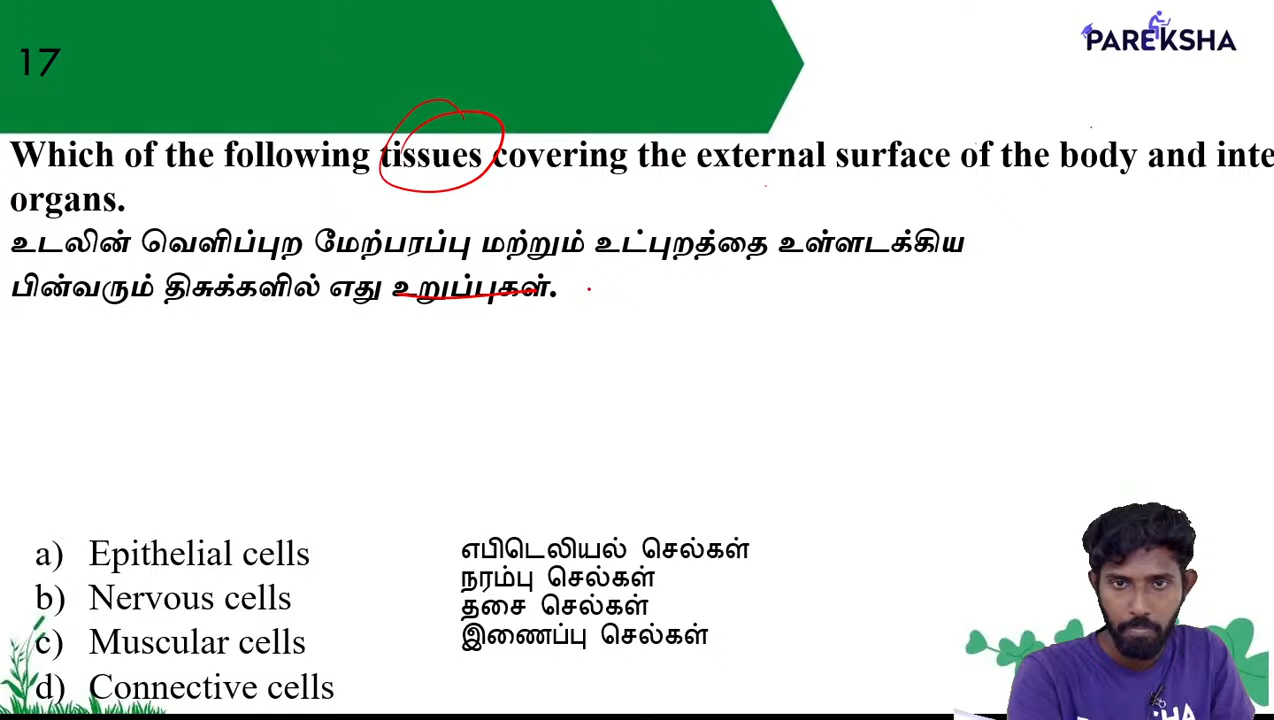 17
PAREKSHA
Which of the following tissues covering the external surface of the body and inte
organs.
உடலின் வெளிப்புற மேற்பரப்பு மற்றும் உட்புறத்தை உள்ளடக்கிய
பின்வரும் திசுக்களில் எது உறுப்புகள்.
a) Epithelial cells
b) Nervous cells
c) Muscular cells
d) Connective cells
எபிடெலியல் செல்கள்
நரம்பு செல்கள்
தசை செல்கள்
இணைப்பு செல்கள்